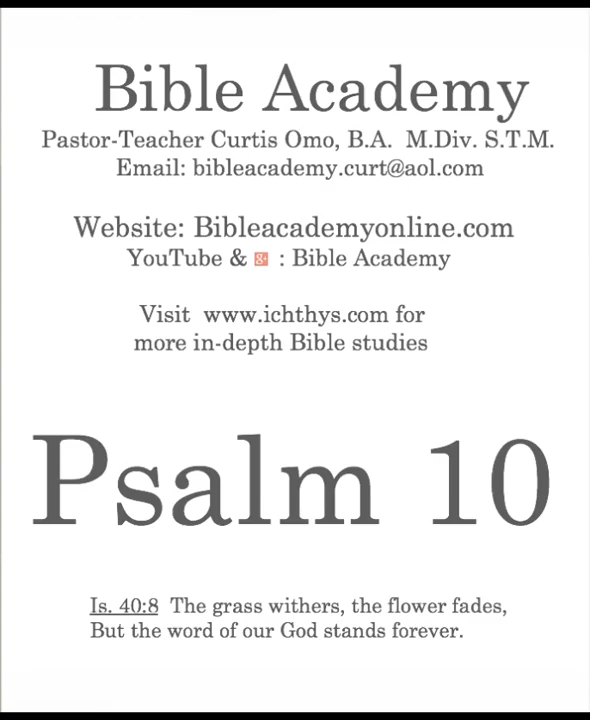 Bible Academy
Pastor-Teacher Curtis Omo, B.A. M.Div. S.T.M.
Email: bibleacademy.curt@aol.com
Website: Bibleacademyonline.com
YouTube & g+ : Bible Academy
Visit www.ichthys.com for
more in-depth Bible studies
Psalm 10
Is. 40:8 The grass withers, the flower fades,
But the word of our God stands forever.